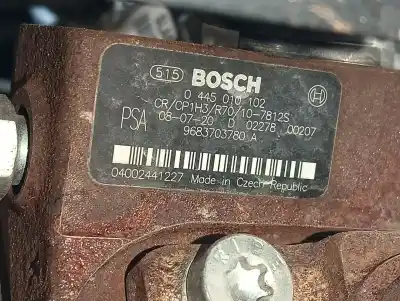 515 BOSCH
0 445 010 102
CR/CP1H3/R70/10-7812S
PSA 08-07-20 D 02278 00207
9683703780 A
04002441227 Made in Czech Republic